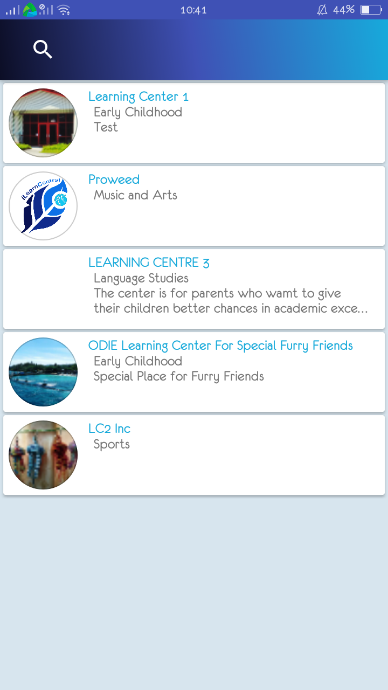 10:41
44%
Learning Center 1
Early Childhood
Test
iLearnCentral
Proweed
Music and Arts
LEARNING CENTRE 3
Language Studies
The center is for parents who wamt to give
their children better chances in academic exce...
ODIE Learning Center For Special Furry Friends
Early Childhood
Special Place for Furry Friends
LC2 Inc
Sports